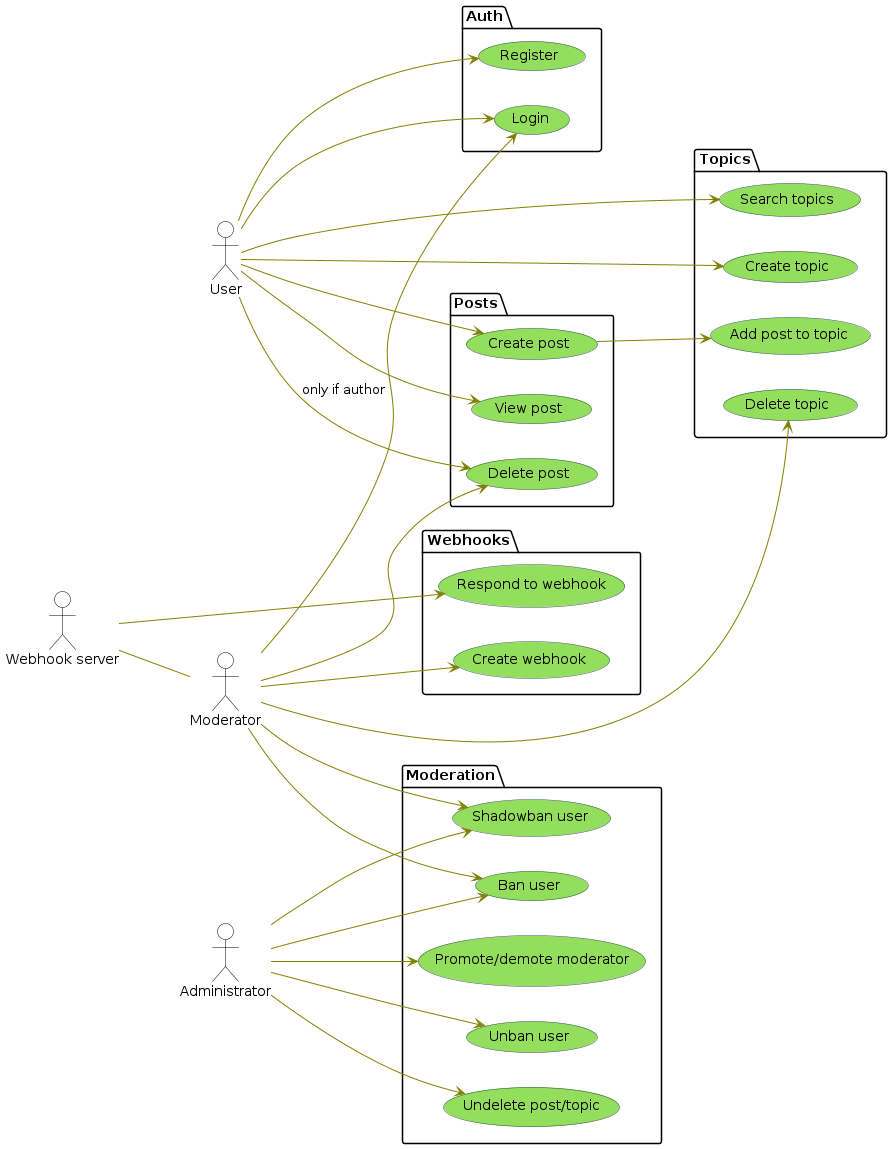 Auth
Register
Login
Topics
Search topics
Create topic
Add post to topic
Delete topic
User
Posts
Create post
View post
Delete post
only if author
Webhooks
Respond to webhook
Create webhook
Webhook server
Moderator
Moderation
Shadowban user
Ban user
Promote/demote moderator
Unban user
Undelete post/topic
Administrator